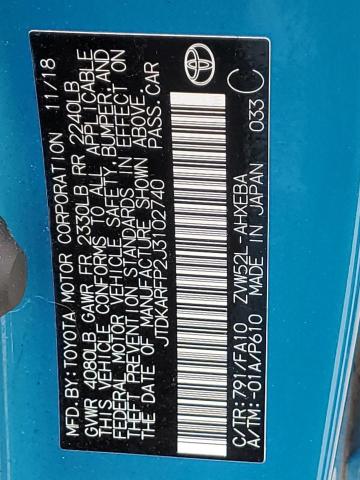 MFD.BY:TOYOTA MOTOR CORPORATION 11/18
GVWR 4080LB GAWR FR 2330LB RR 2240LB
THIS VEHICLE CONFORMS TO ALL APPLICABLE
FEDERAL MOTOR VEHICLE SAFETY, BUMPER, AND
THEFT PREVENTION STANDARDS IN EFFECT ON
THE DATE OF MANUFACTURE SHOWN ABOVE.
JTDKARFP2J3102740 PASS.CAR
C/TR:791/FA10 ZVW52L-AHXEBA
A/TM:-01A/P610 MADE IN JAPAN 033
C
TOYOTA